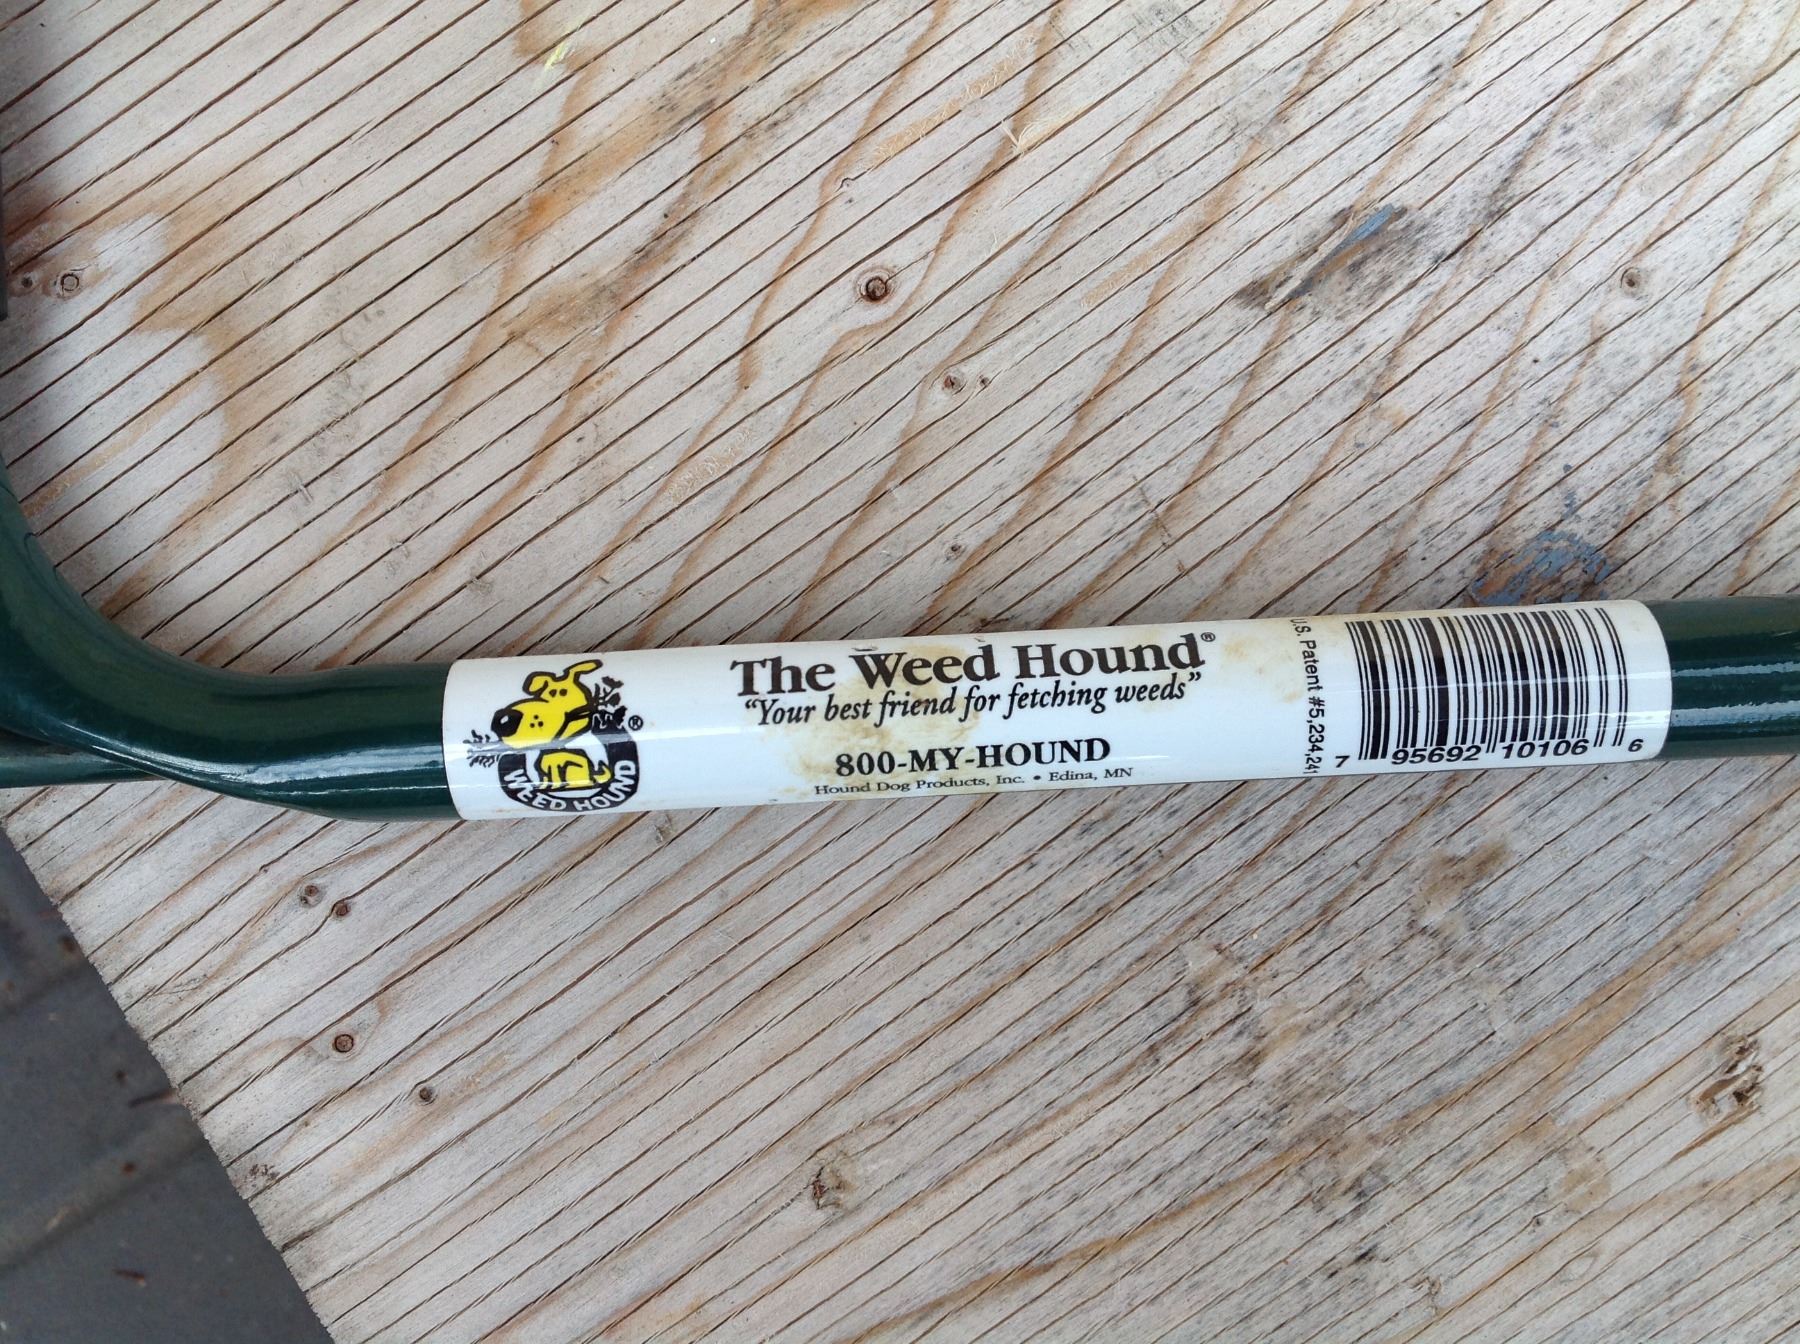 WEED HOUND
®
The Weed Hound®
"Your best friend for fetching weeds"
800-MY-HOUND
Hound Dog Products, Inc. • Edina, MN
U.S. Patent #5,234,241
7 95692 10106 6